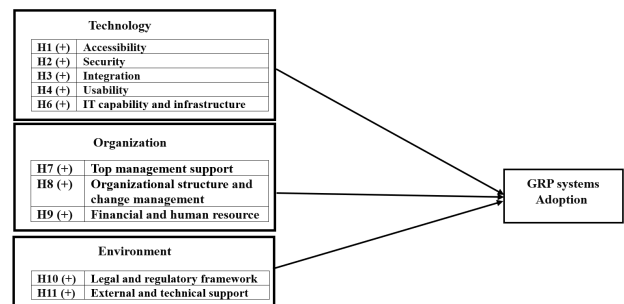 Technology
H1 (+) Accessibility
H2 (+) Security
H3 (+) Integration
H4 (+) Usability
H6 (+) IT capability and infrastructure
Organization
H7 (+) Top management support
H8 (+) Organizational structure and
change management
H9 (+) Financial and human resource
Environment
H10 (+) Legal and regulatory framework
H11 (+) External and technical support
GRP systems
Adoption